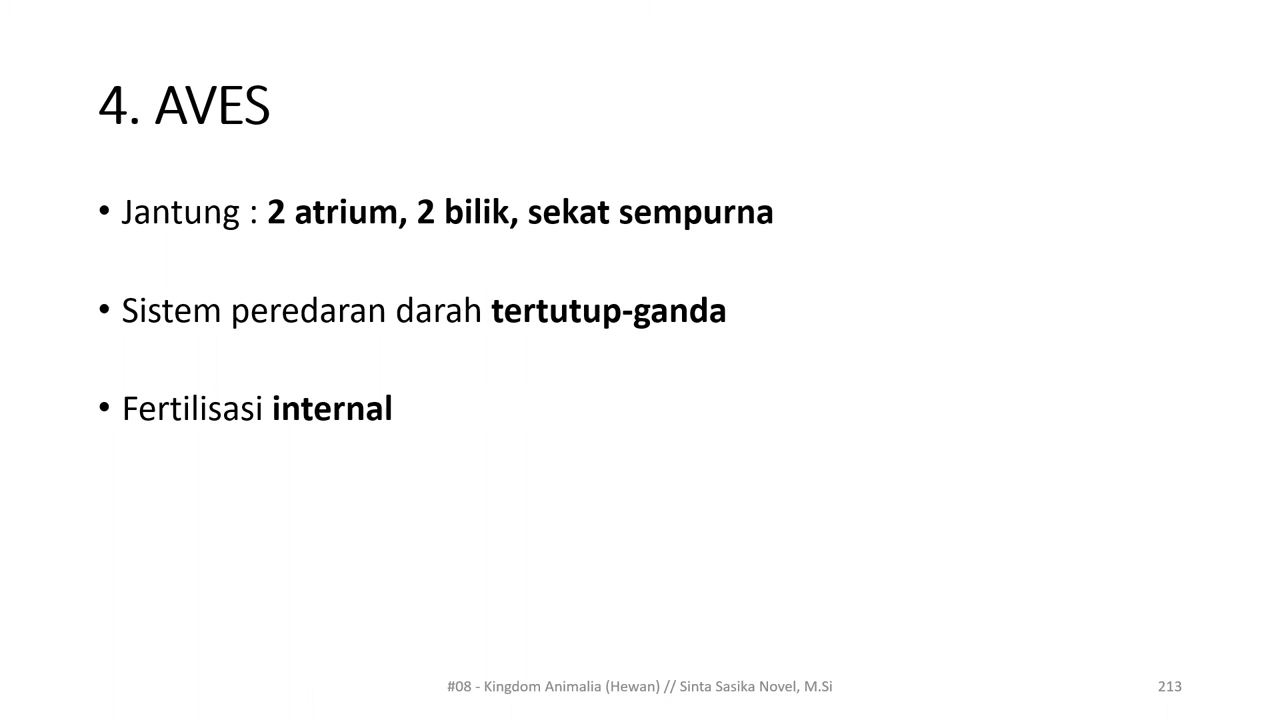 4. AVES
• Jantung : 2 atrium, 2 bilik, sekat sempurna
• Sistem peredaran darah tertutup-ganda
• Fertilisasi internal
#08 - Kingdom Animalia (Hewan) // Sinta Sasika Novel, M.Si
213